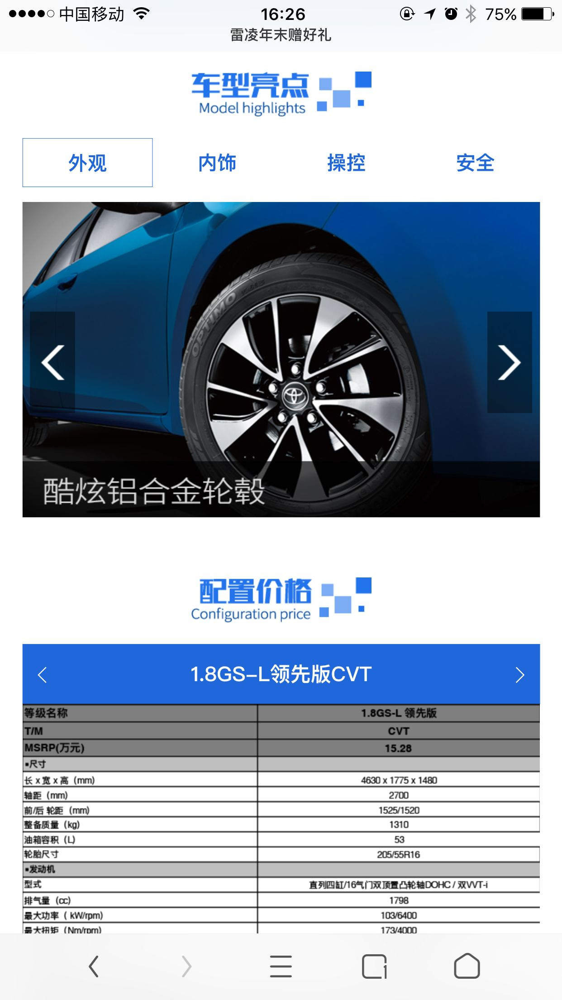 中国移动 16:26 75%
雷凌年末赠好礼
车型亮点
Model highlights
外观 内饰 操控 安全
OPTIMO
酷炫铝合金轮毂
配置价格
Configuration price
1.8GS-L领先版CVT
等级名称 1.8GS-L 领先版
T/M CVT
MSRP(万元) 15.28
▪尺寸
长 x 宽 x 高（mm) 4630 x 1775 x 1480
轴距（mm) 2700
前/后 轮距（mm) 1525/1520
整备质量（kg) 1310
油箱容积（L) 53
轮胎尺寸 205/55R16
▪发动机
型式 直列四缸/16气门双顶置凸轮轴DOHC / 双VVT-i
排气量（cc) 1798
最大功率（ kW/rpm) 103/6400
最大扭矩（Nm/rpm) 173/4000
1